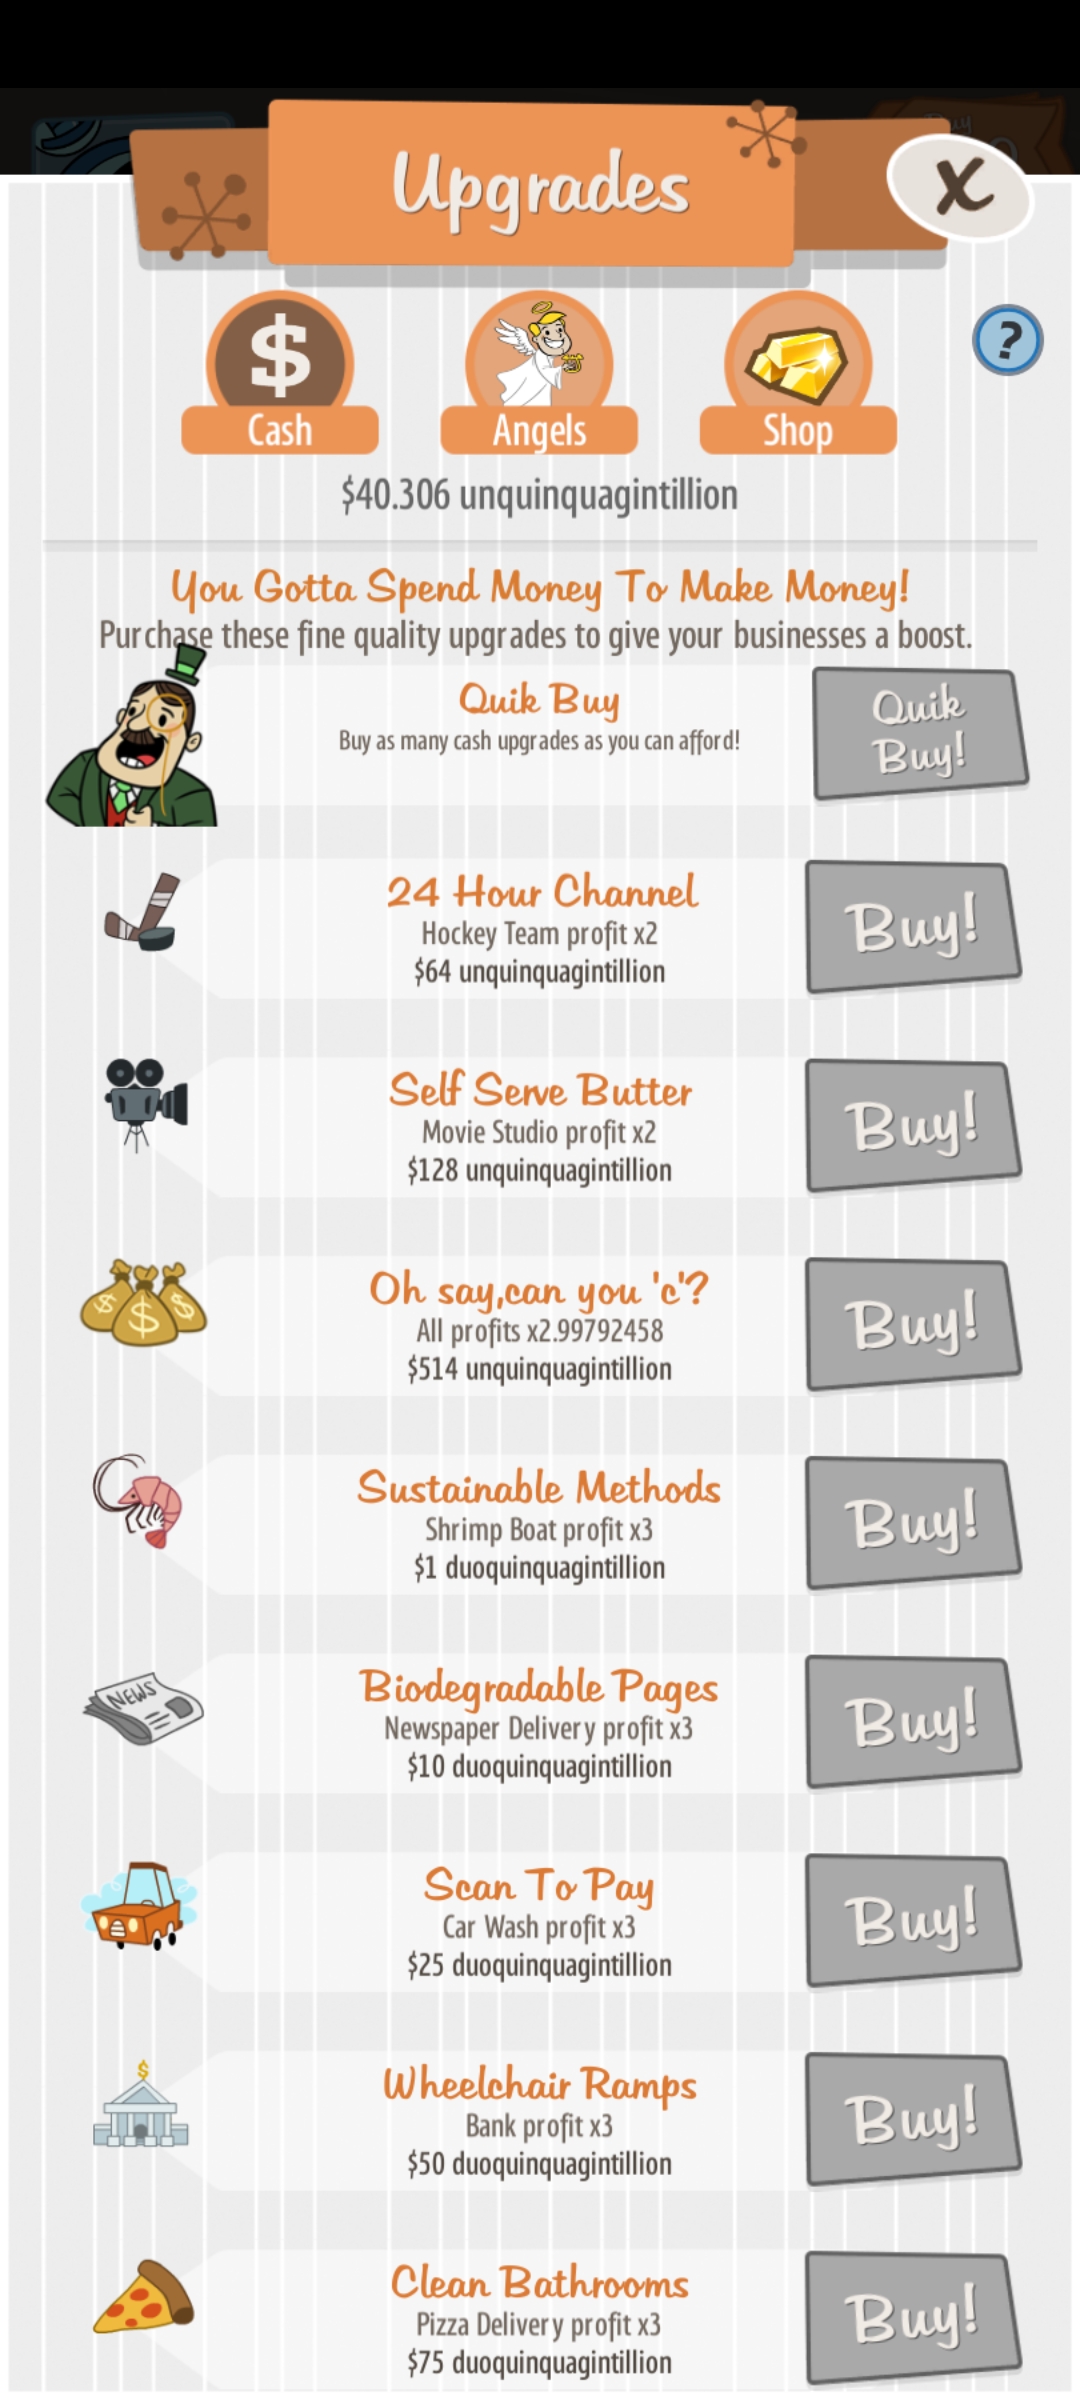 Upgrades
X
?
$
Cash
Angels
Shop
$40.306 unquinquagintillion
You Gotta Spend Money To Make Money!
Purchase these fine quality upgrades to give your businesses a boost.
Quik Buy
Buy as many cash upgrades as you can afford!
Quik
Buy!
24 Hour Channel
Hockey Team profit x2
$64 unquinquagintillion
Buy!
Self Serve Butter
Movie Studio profit x2
$128 unquinquagintillion
Buy!
$ $ $
Oh say,can you 'c'?
All profits x2.99792458
$514 unquinquagintillion
Buy!
Sustainable Methods
Shrimp Boat profit x3
$1 duoquinquagintillion
Buy!
NEWS
Biodegradable Pages
Newspaper Delivery profit x3
$10 duoquinquagintillion
Buy!
Scan To Pay
Car Wash profit x3
$25 duoquinquagintillion
Buy!
$
Wheelchair Ramps
Bank profit x3
$50 duoquinquagintillion
Buy!
Clean Bathrooms
Pizza Delivery profit x3
$75 duoquinquagintillion
Buy!